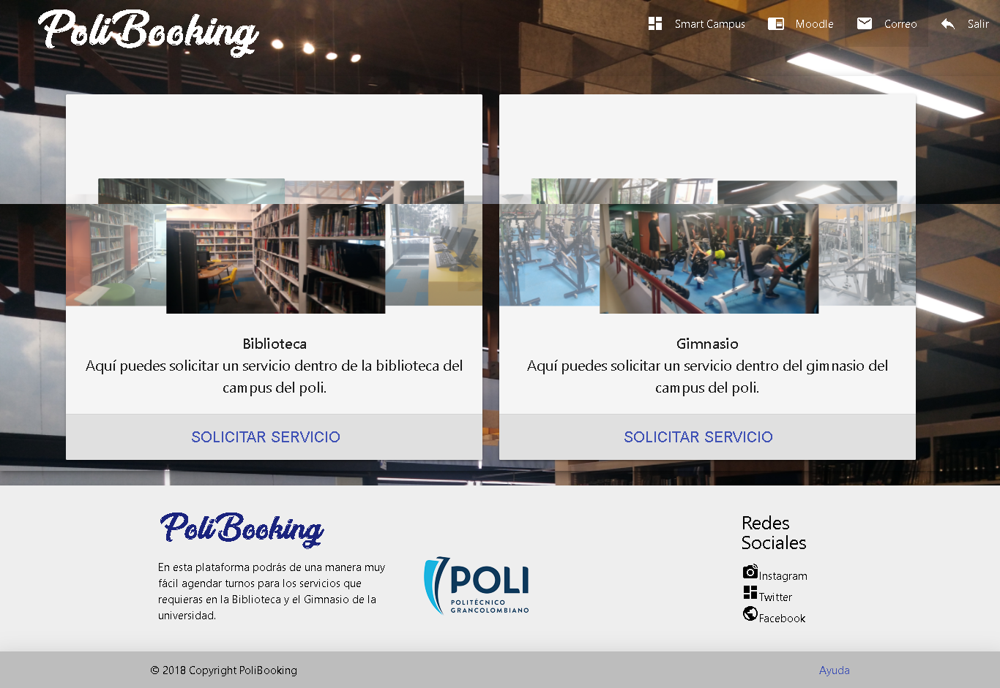 PoliBooking
Smart Campus
Moodle
Correo
Salir
Biblioteca
Aquí puedes solicitar un servicio dentro de la biblioteca del
campus del poli.
SOLICITAR SERVICIO
Gimnasio
Aquí puedes solicitar un servicio dentro del gimnasio del
campus del poli.
SOLICITAR SERVICIO
PoliBooking
En esta plataforma podrás de una manera muy
fácil agendar turnos para los servicios que
requieras en la Biblioteca y el Gimnasio de la
universidad.
POLI
POLITÉCNICO
GRANCOLOMBIANO
Redes
Sociales
Instagram
Twitter
Facebook
© 2018 Copyright PoliBooking
Ayuda